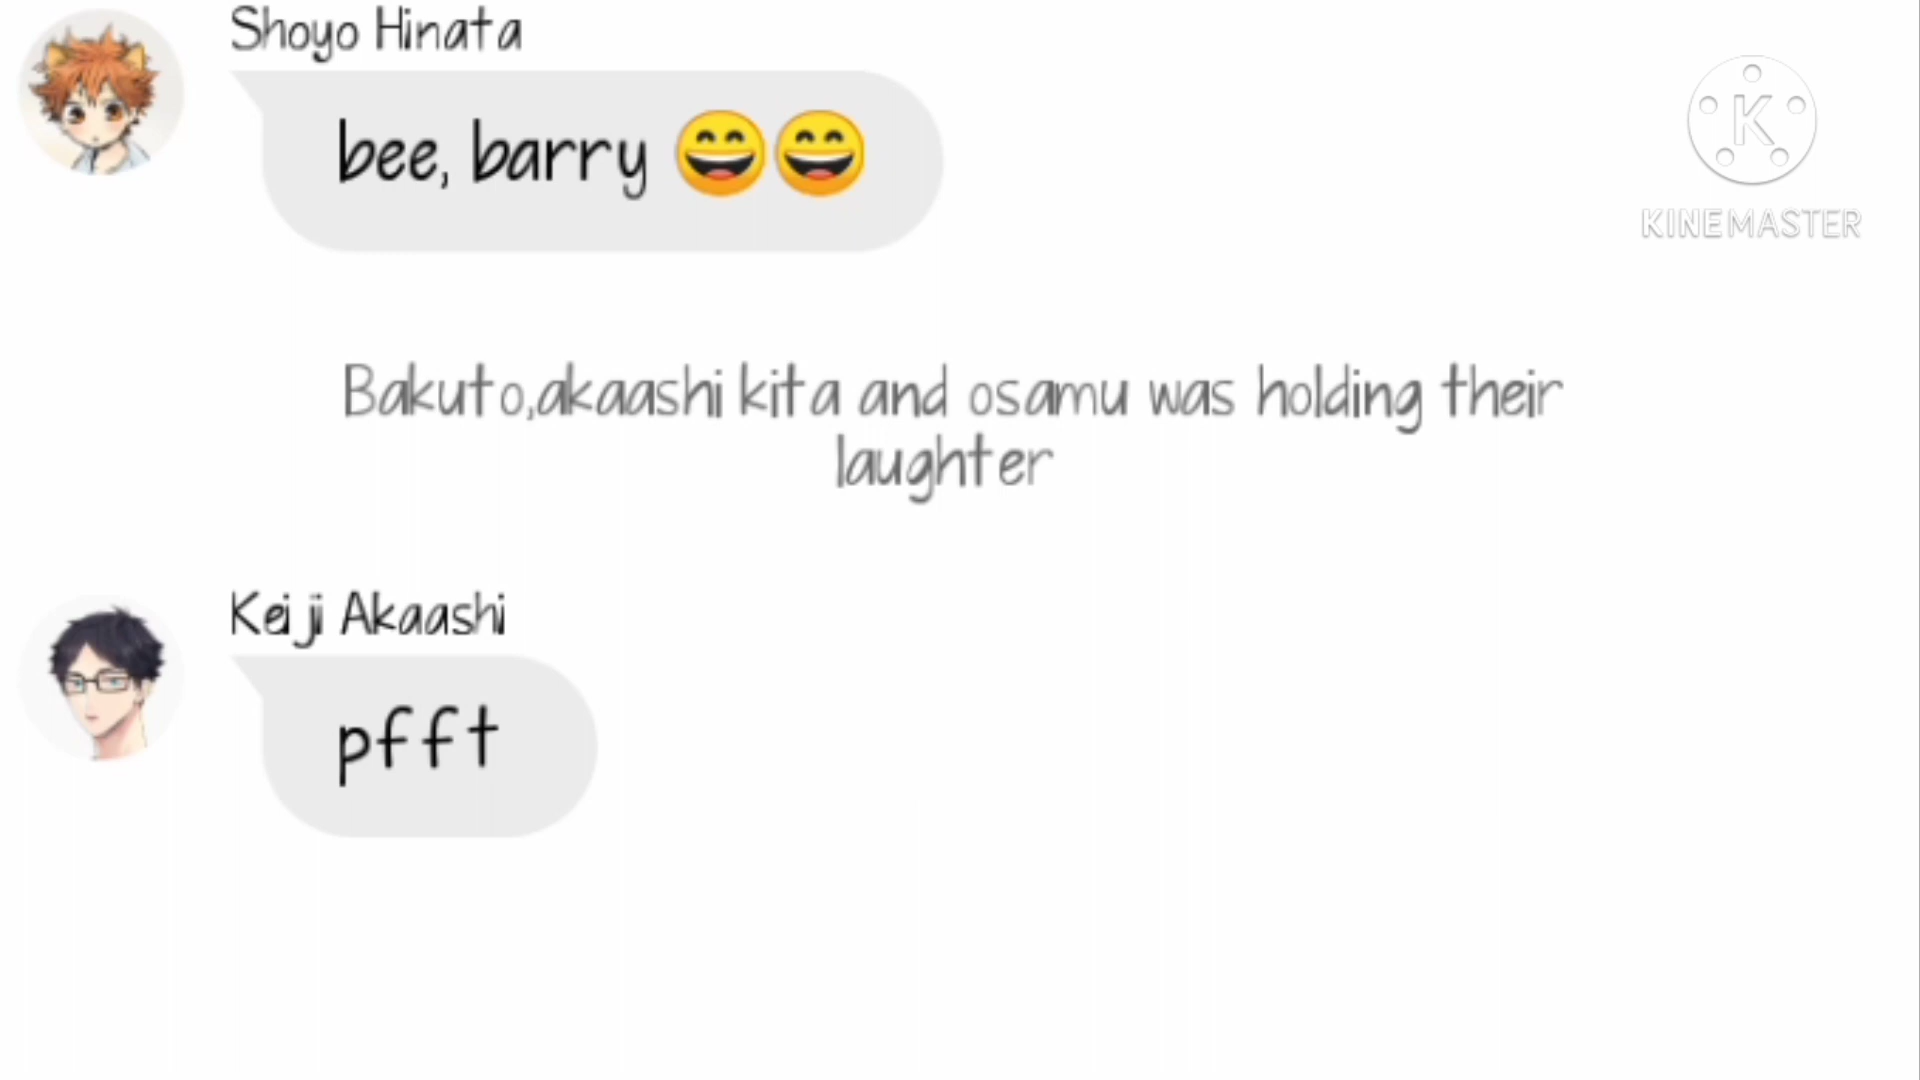 Shoyo Hinata
bee, barry 😄😄
K
KINEMASTER
Bakuto,akaashi kita and osamu was holding their
laughter
Keiji Akaashi
pfft